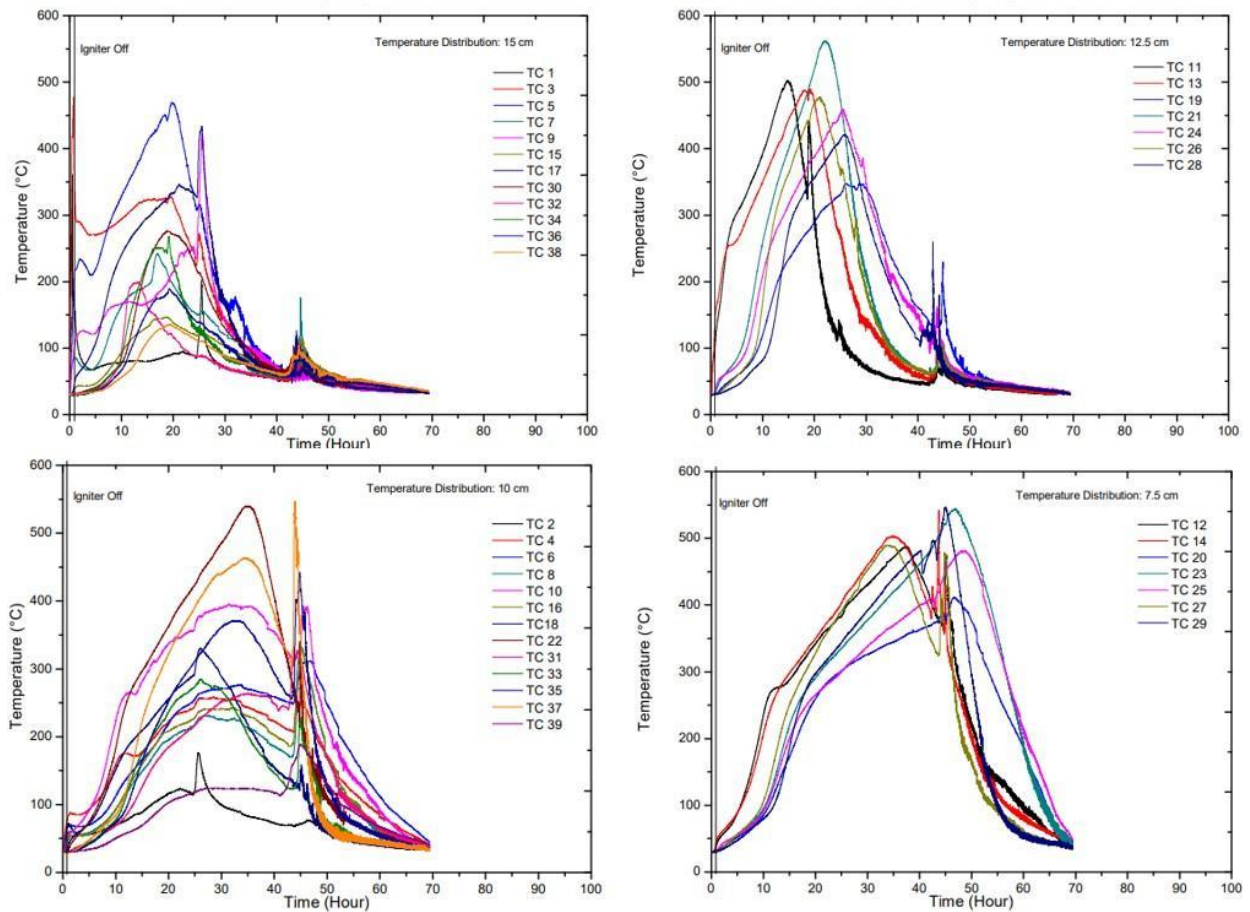 600
500
400
300
200
100
0
Temperature (°C)
Igniter Off
Temperature Distribution: 15 cm
TC 1
TC 3
TC 5
TC 7
TC 9
TC 15
TC 17
TC 30
TC 32
TC 34
TC 36
TC 38
0 10 20 30 40 50 60 70 80 90 100
Time (Hour)
600
500
400
300
200
100
0
Temperature (°C)
Igniter Off
Temperature Distribution: 12.5 cm
TC 11
TC 13
TC 19
TC 21
TC 24
TC 26
TC 28
0 10 20 30 40 50 60 70 80 90 100
Time (Hour)
600
500
400
300
200
100
0
Temperature (°C)
Igniter Off
Temperature Distribution: 10 cm
TC 2
TC 4
TC 6
TC 8
TC 10
TC 16
TC18
TC 22
TC 31
TC 33
TC 35
TC 37
TC 39
0 10 20 30 40 50 60 70 80 90 100
Time (Hour)
600
500
400
300
200
100
0
Temperature (°C)
Igniter Off
Temperature Distribution: 7.5 cm
TC 12
TC 14
TC 20
TC 23
TC 25
TC 27
TC 29
0 10 20 30 40 50 60 70 80 90 100
Time (Hour)